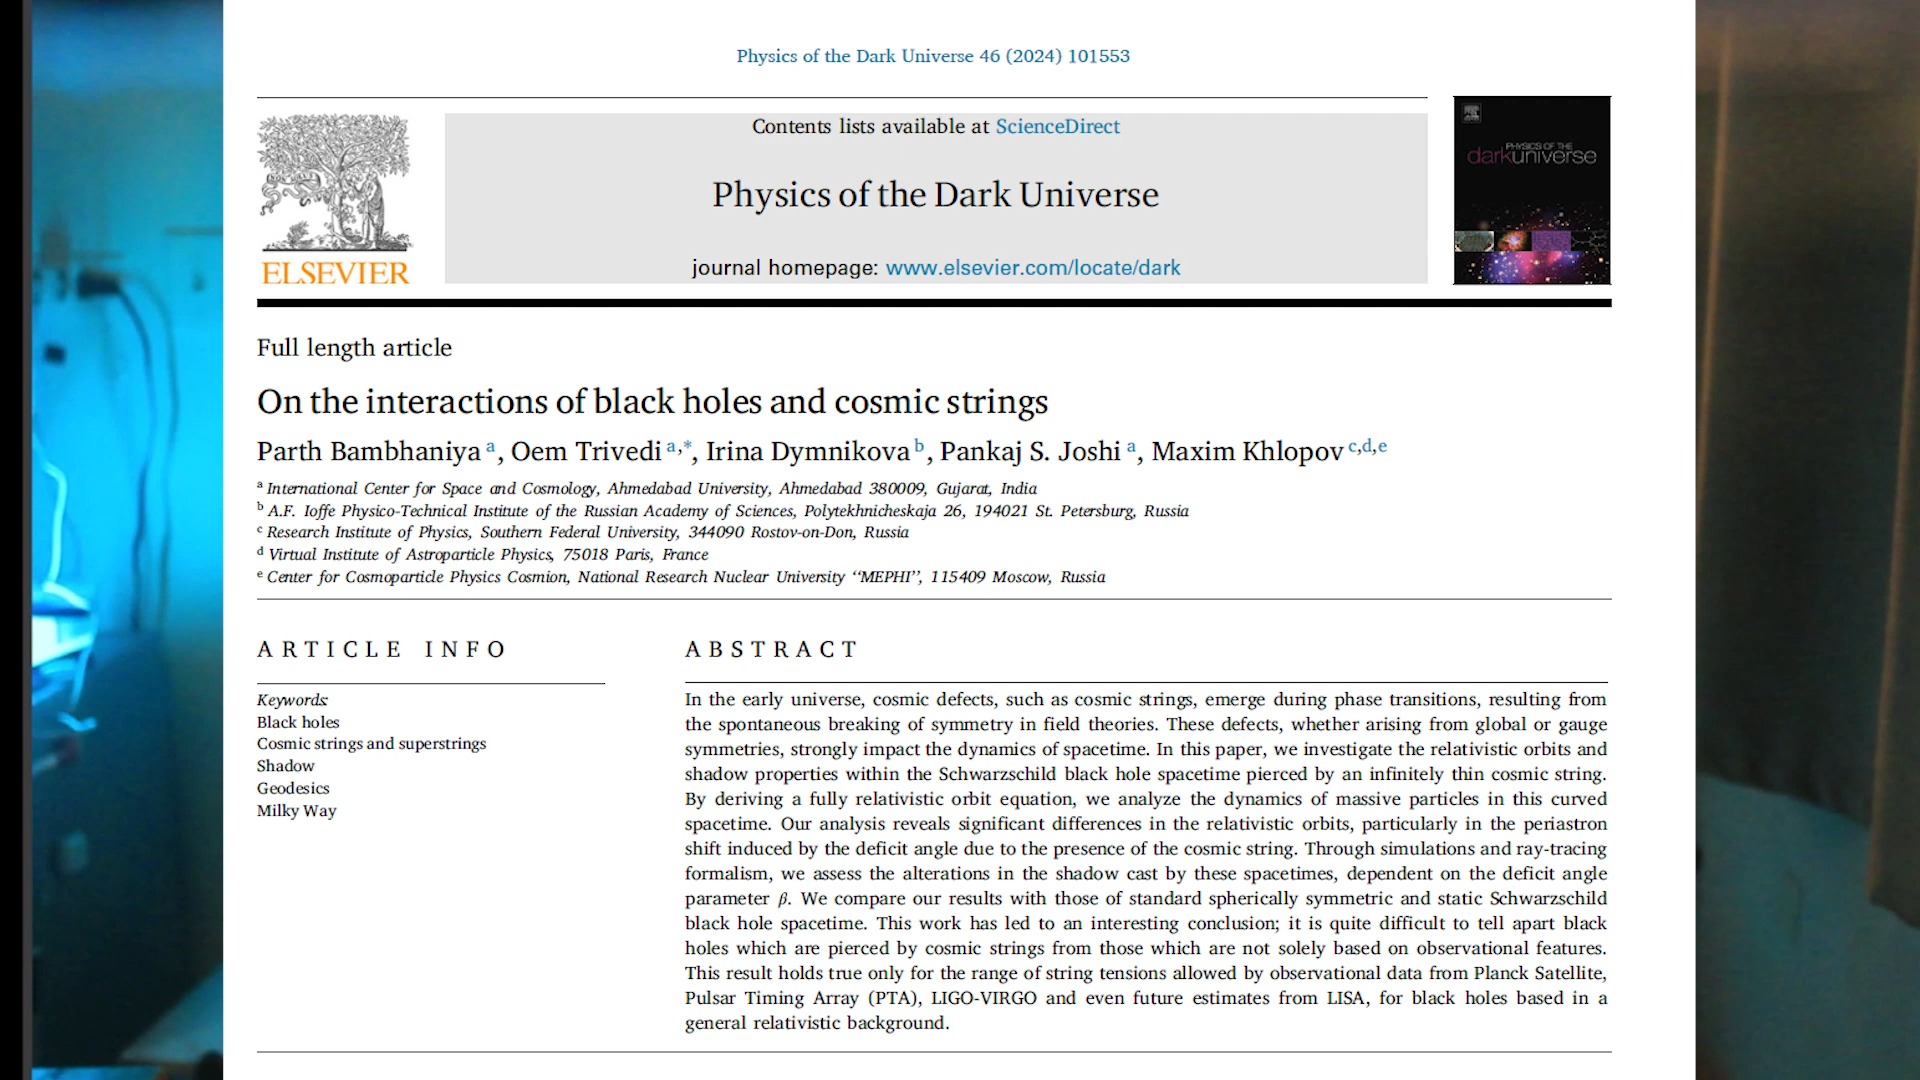 Physics of the Dark Universe 46 (2024) 101553
Contents lists available at ScienceDirect
Physics of the Dark Universe
journal homepage: www.elsevier.com/locate/dark
ELSEVIER
PHYSICS OF THE
darkuniverse
Full length article
On the interactions of black holes and cosmic strings
Parth Bambhaniya a, Oem Trivedi a,*, Irina Dymnikova b, Pankaj S. Joshi a, Maxim Khlopov c,d,e
a International Center for Space and Cosmology, Ahmedabad University, Ahmedabad 380009, Gujarat, India
b A.F. Ioffe Physico-Technical Institute of the Russian Academy of Sciences, Polytekhnicheskaja 26, 194021 St. Petersburg, Russia
c Research Institute of Physics, Southern Federal University, 344090 Rostov-on-Don, Russia
d Virtual Institute of Astroparticle Physics, 75018 Paris, France
e Center for Cosmoparticle Physics Cosmion, National Research Nuclear University ‘‘MEPHI’’, 115409 Moscow, Russia
ARTICLE INFO
Keywords:
Black holes
Cosmic strings and superstrings
Shadow
Geodesics
Milky Way
ABSTRACT
In the early universe, cosmic defects, such as cosmic strings, emerge during phase transitions, resulting from
the spontaneous breaking of symmetry in field theories. These defects, whether arising from global or gauge
symmetries, strongly impact the dynamics of spacetime. In this paper, we investigate the relativistic orbits and
shadow properties within the Schwarzschild black hole spacetime pierced by an infinitely thin cosmic string.
By deriving a fully relativistic orbit equation, we analyze the dynamics of massive particles in this curved
spacetime. Our analysis reveals significant differences in the relativistic orbits, particularly in the periastron
shift induced by the deficit angle due to the presence of the cosmic string. Through simulations and ray-tracing
formalism, we assess the alterations in the shadow cast by these spacetimes, dependent on the deficit angle
parameter β. We compare our results with those of standard spherically symmetric and static Schwarzschild
black hole spacetime. This work has led to an interesting conclusion; it is quite difficult to tell apart black
holes which are pierced by cosmic strings from those which are not solely based on observational features.
This result holds true only for the range of string tensions allowed by observational data from Planck Satellite,
Pulsar Timing Array (PTA), LIGO-VIRGO and even future estimates from LISA, for black holes based in a
general relativistic background.